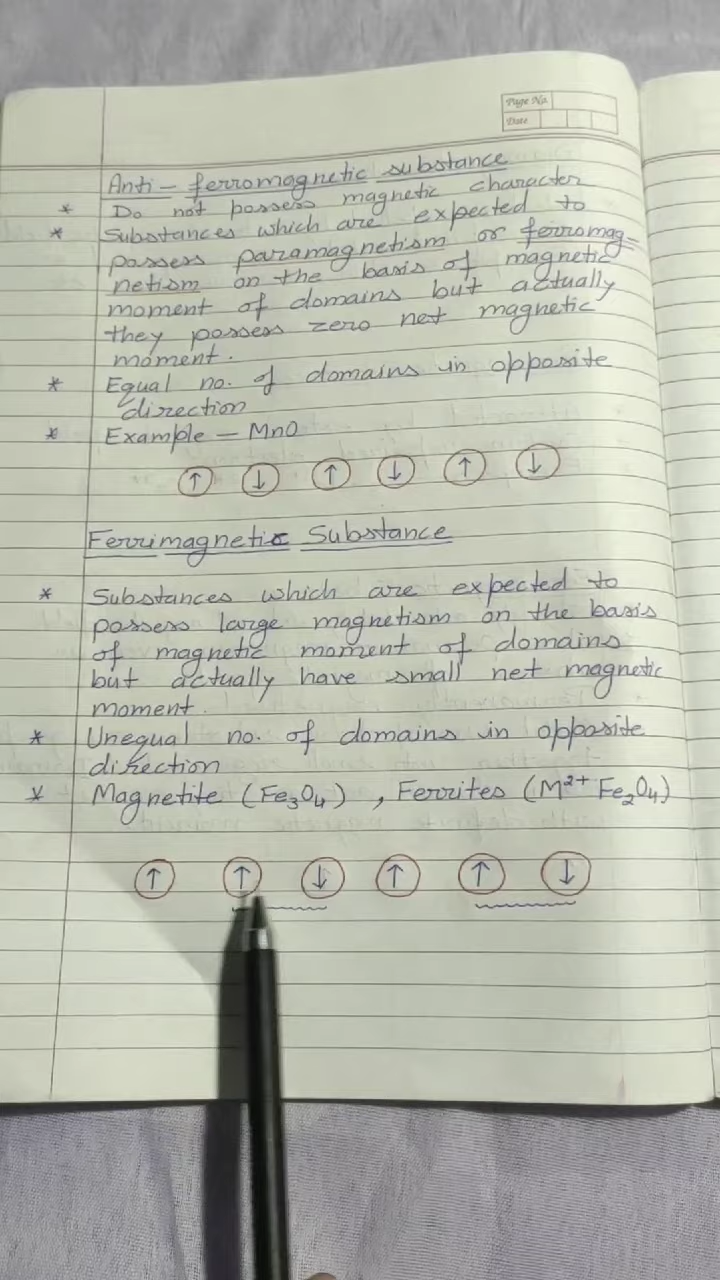 Page No.
Date
Anti - ferromagnetic substance
* Do not possess magnetic character
* Substances which are expected to
possess paramagnetism or ferromag=
netism on the basis of magnetic
moment of domains but actually
they possess zero net magnetic
moment.
* Equal no. of domains in opposite
direction
* Example - MnO
↑ ↓ ↑ ↓ ↑ ↓
Ferrimagnetic Substance
* Substances which are expected to
possess large magnetism on the basis
of magnetic moment of domains
but actually have small net magnetic
moment.
* Unequal no. of domains in opposite
direction
* Magnetite (Fe₃O₄) , Ferrites (M²⁺ Fe₂O₄)
↑ ↑ ↓ ↑ ↑ ↓